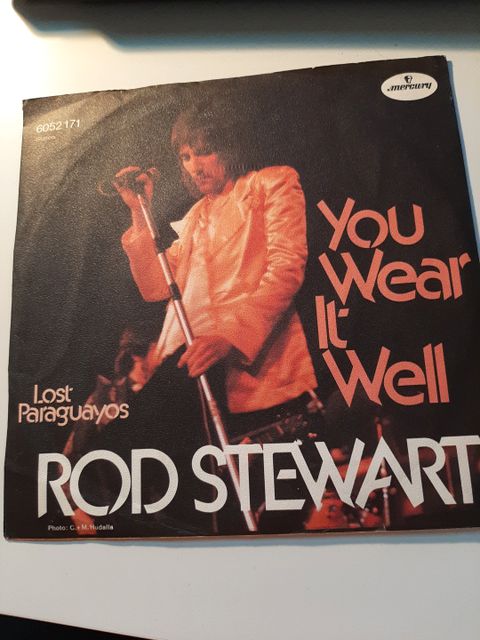 6052 171
mercury
You
Wear
It
Well
Lost
Paraguayos
ROD STEWART
Photo: C. + M. Hudalla